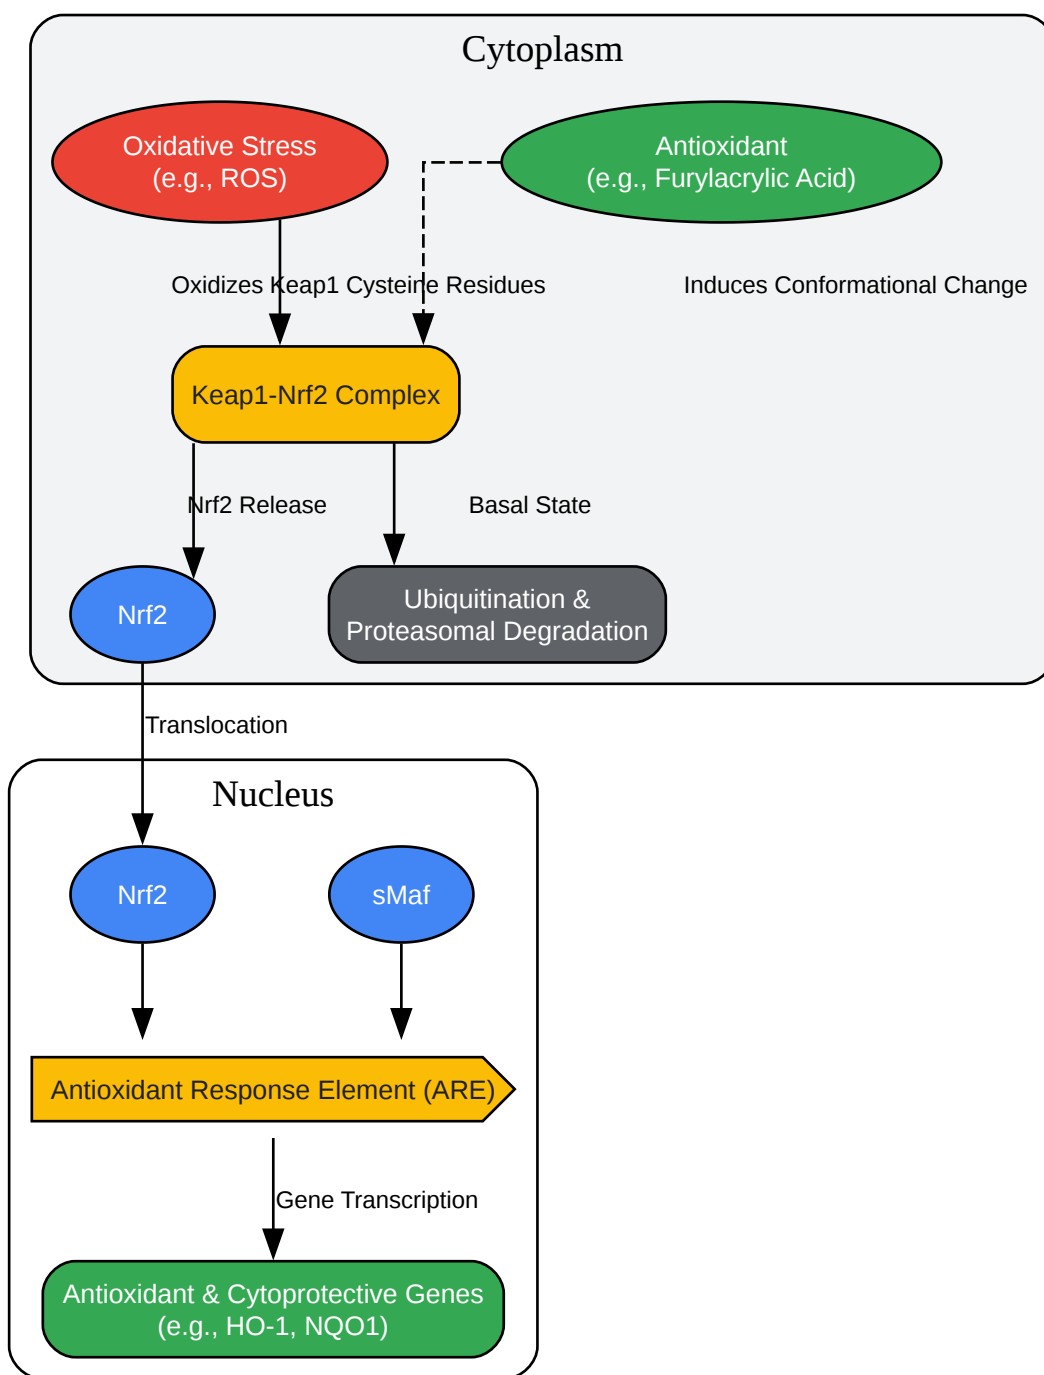 Cytoplasm
Oxidative Stress
(e.g., ROS)
Antioxidant
(e.g., Furylacrylic Acid)
Oxidizes Keap1 Cysteine Residues
Induces Conformational Change
Keap1-Nrf2 Complex
Nrf2 Release
Basal State
Nrf2
Ubiquitination &
Proteasomal Degradation
Translocation
Nucleus
Nrf2
sMaf
Antioxidant Response Element (ARE)
Gene Transcription
Antioxidant & Cytoprotective Genes
(e.g., HO-1, NQO1)